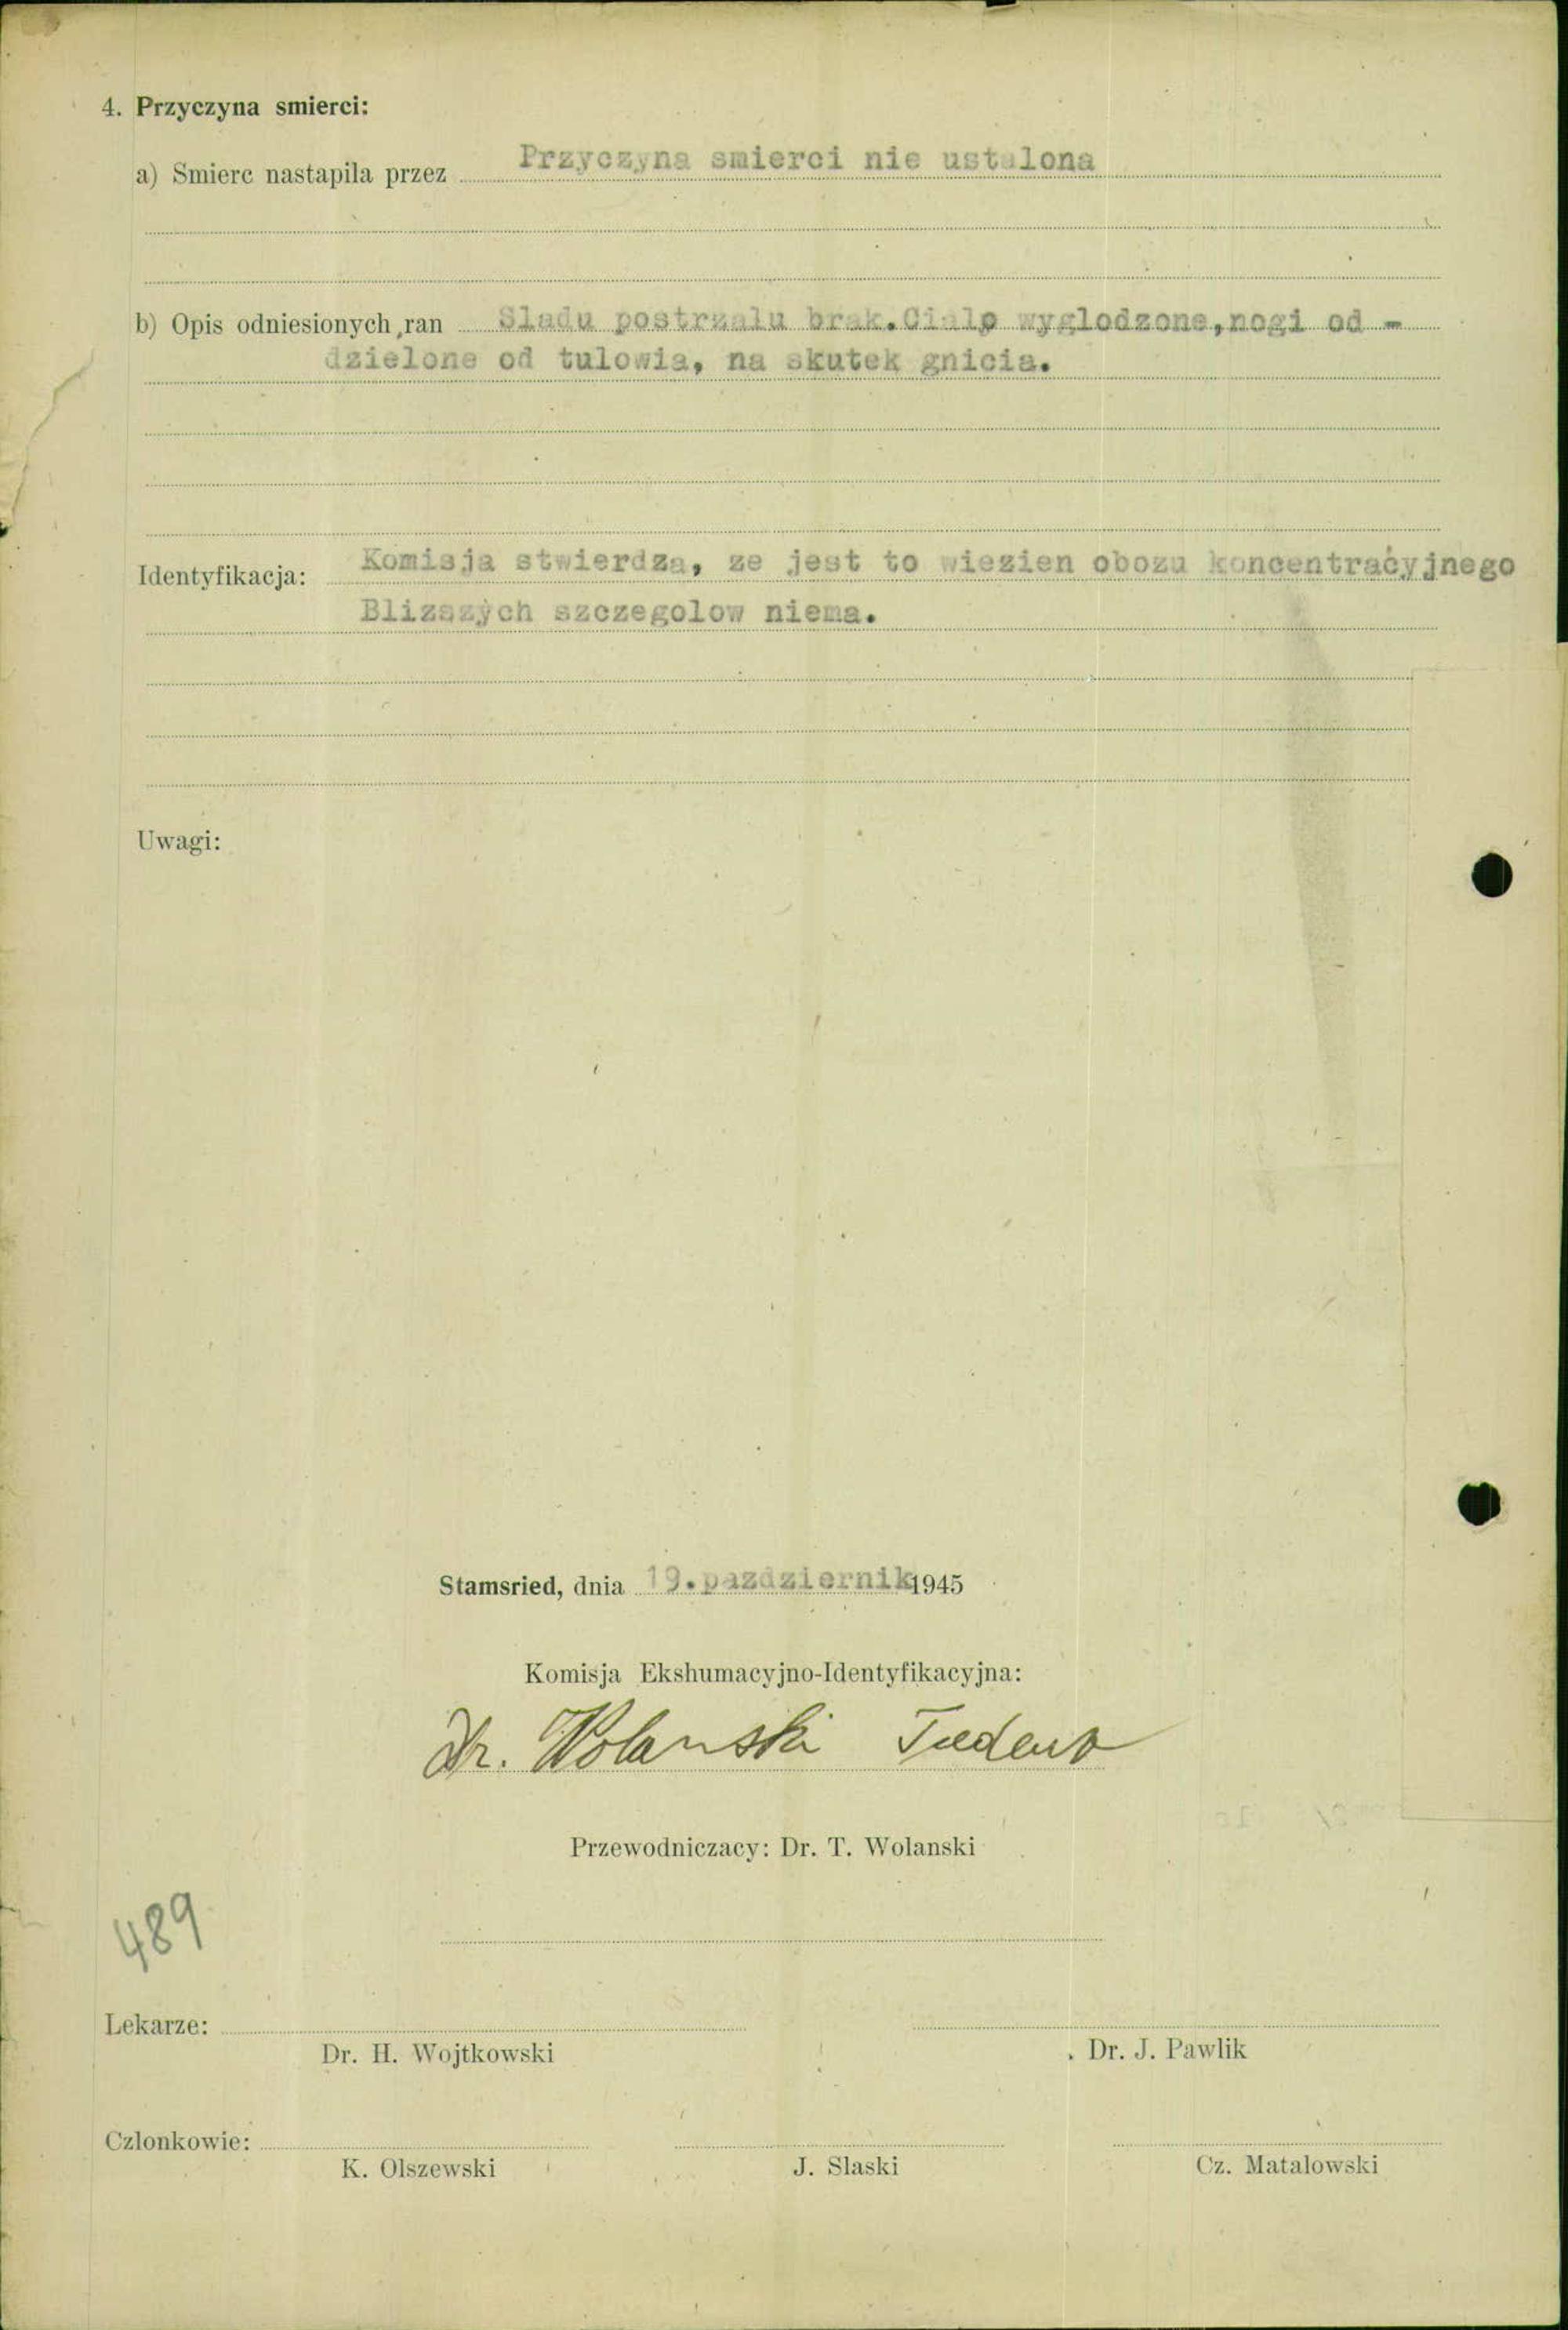 4. Przyczyna smierci:
a) Smierc nastapila przez Przyczyna smierci nie ustalona
b) Opis odniesionych ran Sladu postrzalu brak. Cialo wyglodzone, nogi od -
dzielone od tulowia, na skutek gnicia.
Identyfikacja: Komisja stwierdza, ze jest to wiezien obozu koncentracyjnego
Blizszych szczegolow niema.
Uwagi:
Stamsried, dnia 19. pazdziernik 1945
Komisja Ekshumacyjno-Identyfikacyjna:
Dr. Wolanski
Przewodniczacy: Dr. T. Wolanski
489
Lekarze:
Dr. H. Wojtkowski Dr. J. Pawlik
Czlonkowie:
K. Olszewski J. Slaski Cz. Matalowski